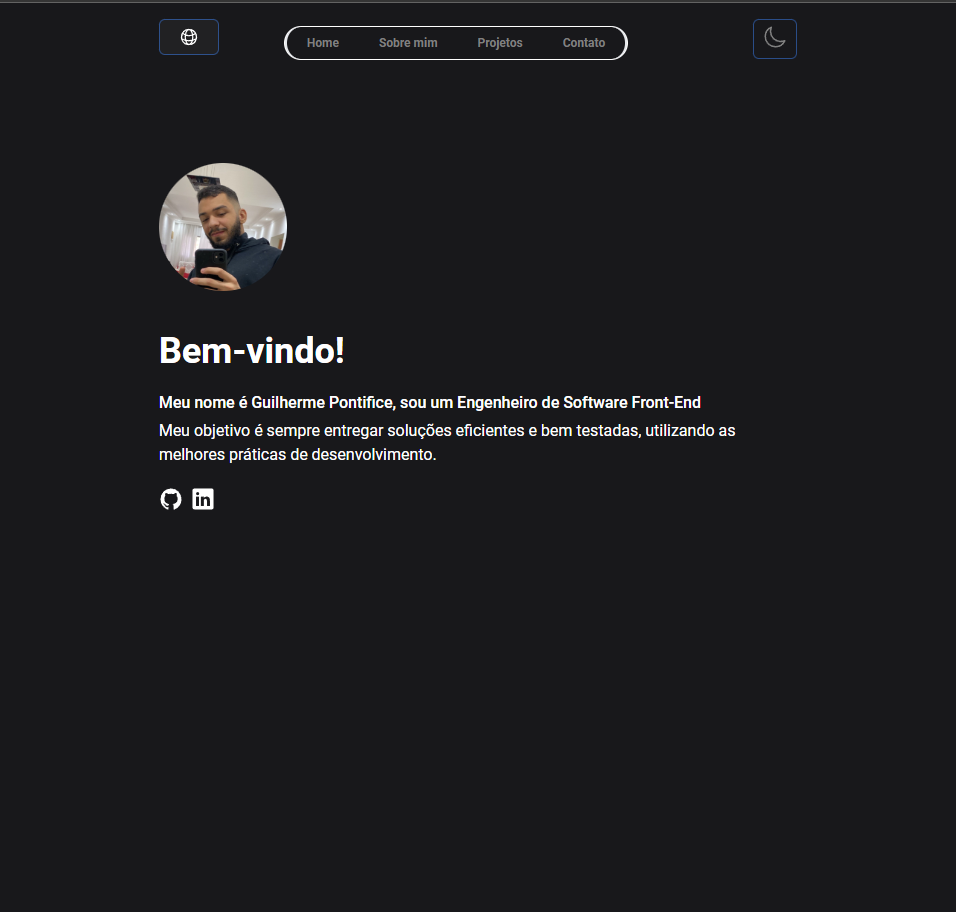 Home
Sobre mim
Projetos
Contato
Bem-vindo!
Meu nome é Guilherme Pontifice, sou um Engenheiro de Software Front-End
Meu objetivo é sempre entregar soluções eficientes e bem testadas, utilizando as
melhores práticas de desenvolvimento.
in